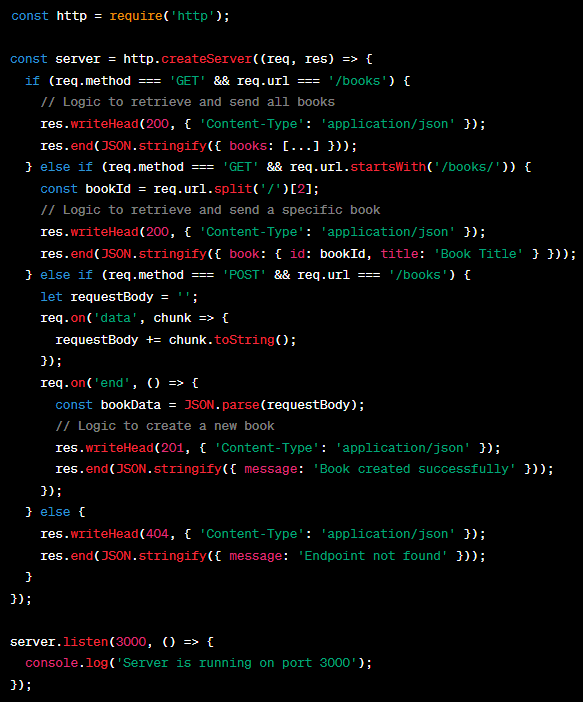 const http = require('http');

const server = http.createServer((req, res) => {
  if (req.method === 'GET' && req.url === '/books') {
    // Logic to retrieve and send all books
    res.writeHead(200, { 'Content-Type': 'application/json' });
    res.end(JSON.stringify({ books: [...] }));
  } else if (req.method === 'GET' && req.url.startsWith('/books/')) {
    const bookId = req.url.split('/')[2];
    // Logic to retrieve and send a specific book
    res.writeHead(200, { 'Content-Type': 'application/json' });
    res.end(JSON.stringify({ book: { id: bookId, title: 'Book Title' } }));
  } else if (req.method === 'POST' && req.url === '/books') {
    let requestBody = '';
    req.on('data', chunk => {
      requestBody += chunk.toString();
    });
    req.on('end', () => {
      const bookData = JSON.parse(requestBody);
      // Logic to create a new book
      res.writeHead(201, { 'Content-Type': 'application/json' });
      res.end(JSON.stringify({ message: 'Book created successfully' }));
    });
  } else {
    res.writeHead(404, { 'Content-Type': 'application/json' });
    res.end(JSON.stringify({ message: 'Endpoint not found' }));
  }
});

server.listen(3000, () => {
  console.log('Server is running on port 3000');
});